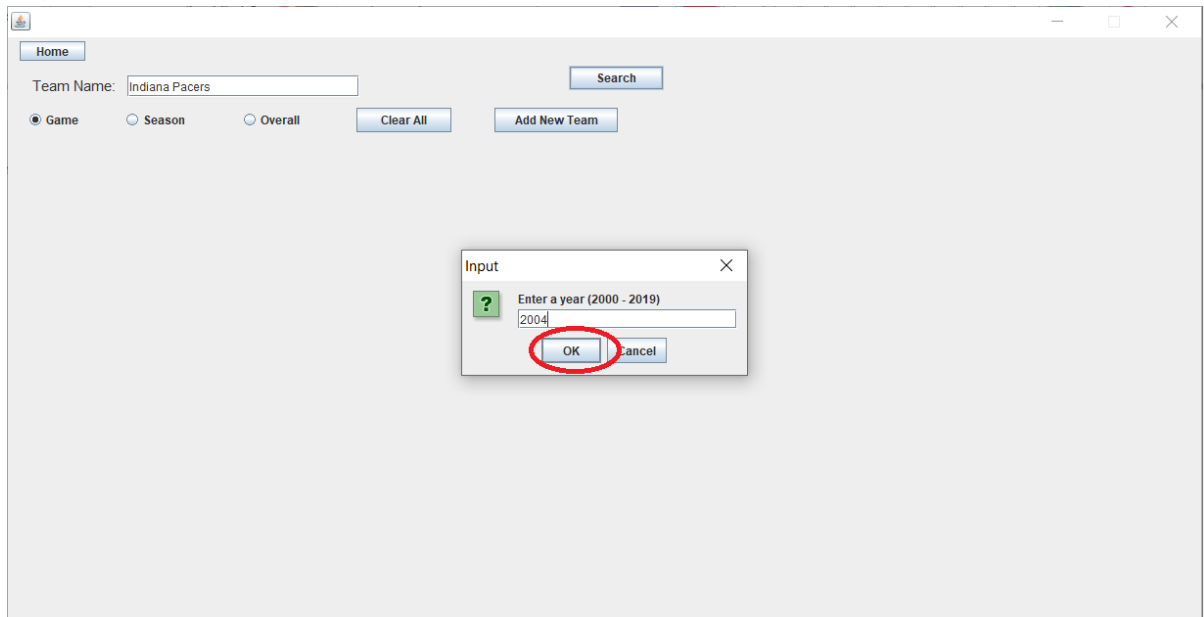 Home
Team Name: Indiana Pacers Search
Game Season Overall Clear All Add New Team
Input
? Enter a year (2000 - 2019)
2004
OK Cancel